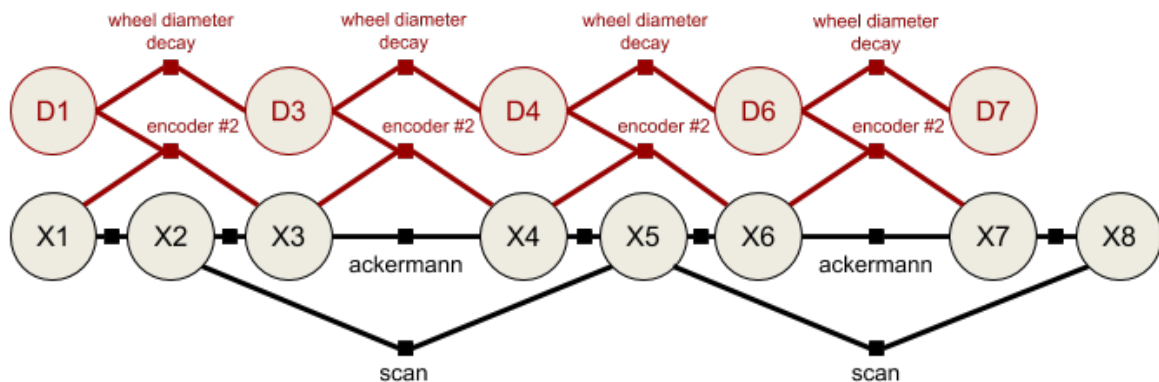 wheel diameter
decay
wheel diameter
decay
wheel diameter
decay
wheel diameter
decay
D1
D3
D4
D6
D7
encoder #2
encoder #2
encoder #2
encoder #2
X1
X2
X3
X4
X5
X6
X7
X8
ackermann
ackermann
scan
scan